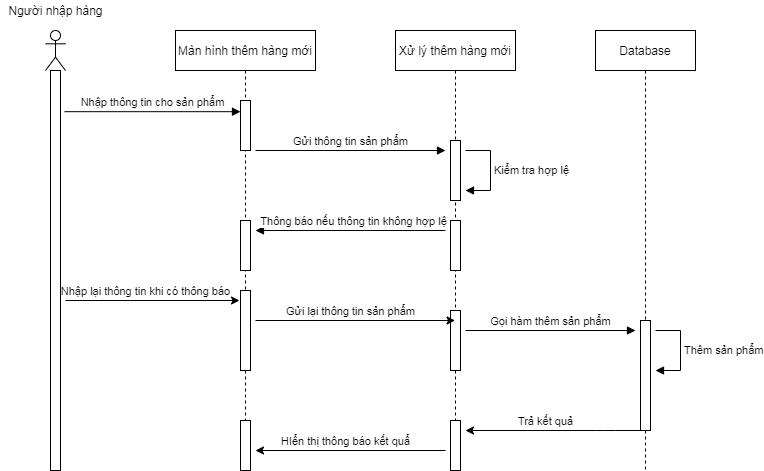 Người nhập hàng
Màn hình thêm hàng mới
Xử lý thêm hàng mới
Database
Nhập thông tin cho sản phẩm
Gửi thông tin sản phẩm
Kiểm tra hợp lệ
Thông báo nếu thông tin không hợp lệ
Nhập lại thông tin khi có thông báo
Gửi lại thông tin sản phẩm
Gọi hàm thêm sản phẩm
Thêm sản phẩm
Trả kết quả
HIển thị thông báo kết quả